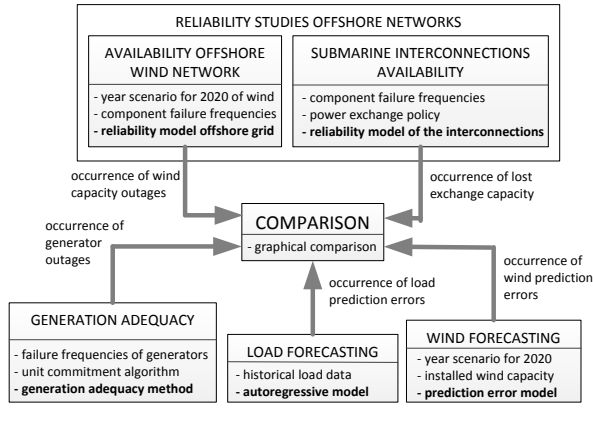 RELIABILITY STUDIES OFFSHORE NETWORKS
AVAILABILITY OFFSHORE
WIND NETWORK
- year scenario for 2020 of wind
- component failure frequencies
- reliability model offshore grid
SUBMARINE INTERCONNECTIONS
AVAILABILITY
- component failure frequencies
- power exchange policy
- reliability model of the interconnections
occurrence of wind
capacity outages
occurrence of lost
exchange capacity
occurrence of
generator
outages
COMPARISON
- graphical comparison
occurrence of load
prediction errors
occurrence of
wind prediction
errors
GENERATION ADEQUACY
- failure frequencies of generators
- unit commitment algorithm
- generation adequacy method
LOAD FORECASTING
- historical load data
- autoregressive model
WIND FORECASTING
- year scenario for 2020
- installed wind capacity
- prediction error model